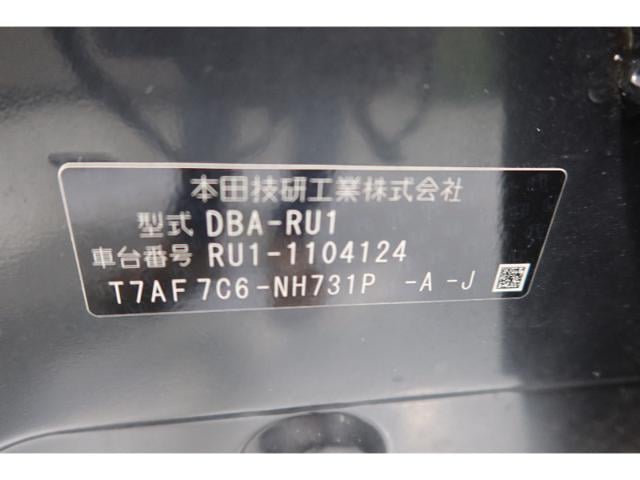 本田技研工業株式会社
型式 DBA-RU1
車台番号 RU1-1104124
T7AF 7C6-NH731P -A -J